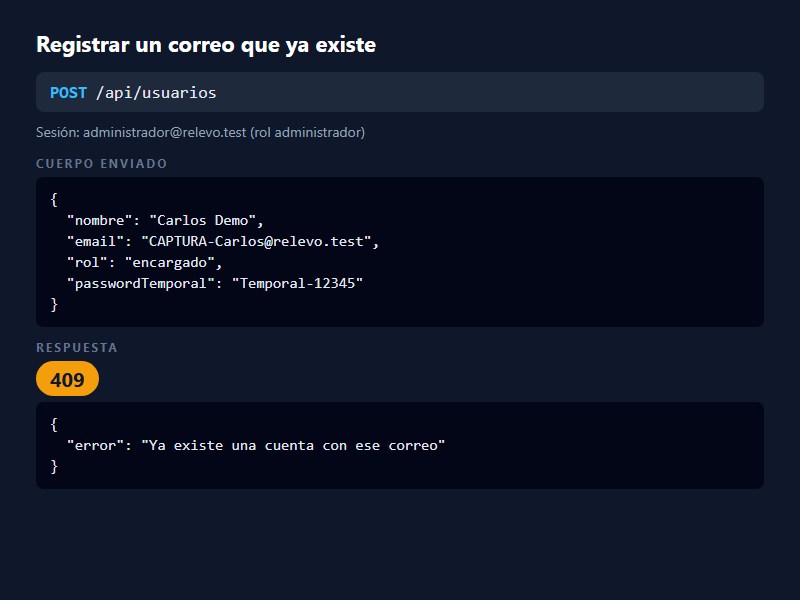 Registrar un correo que ya existe
POST /api/usuarios
Sesión: administrador@relevo.test (rol administrador)
CUERPO ENVIADO
{
  "nombre": "Carlos Demo",
  "email": "CAPTURA-Carlos@relevo.test",
  "rol": "encargado",
  "passwordTemporal": "Temporal-12345"
}
RESPUESTA
409
{
  "error": "Ya existe una cuenta con ese correo"
}